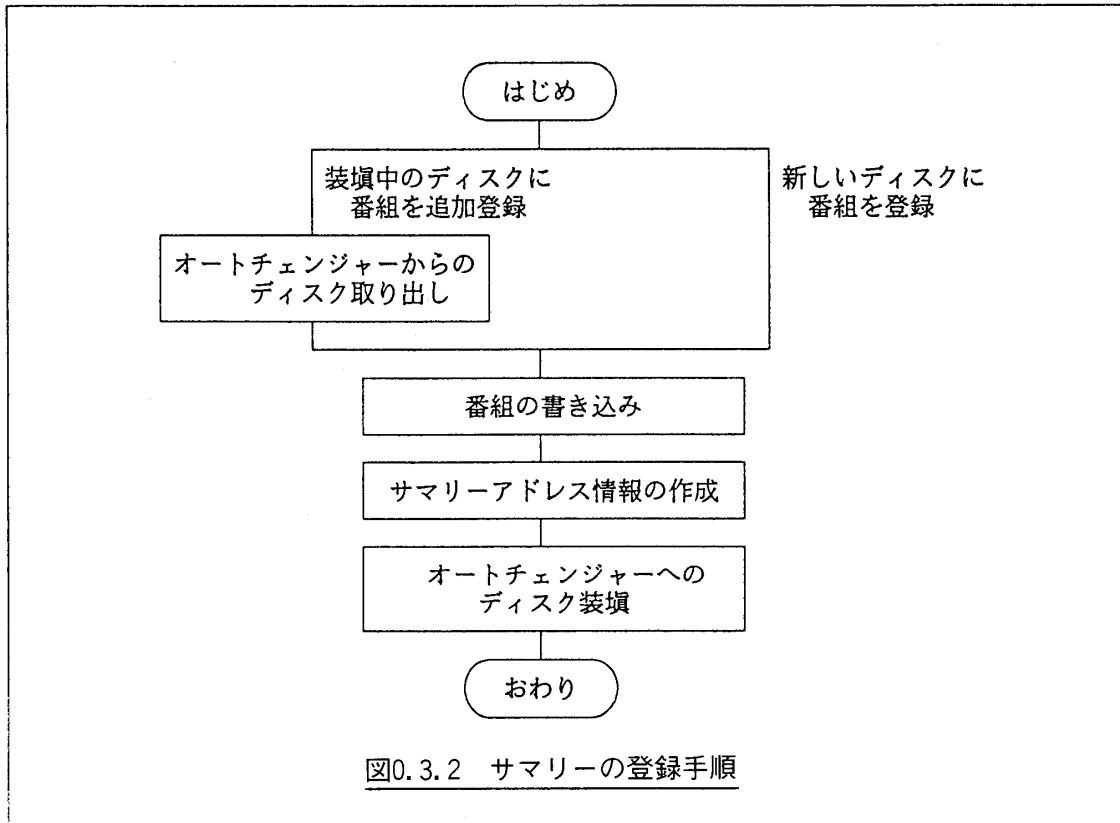 はじめ
装塡中のディスクに
番組を追加登録
新しいディスクに
番組を登録
オートチェンジャーからの
ディスク取り出し
番組の書き込み
サマリーアドレス情報の作成
オートチェンジャーへの
ディスク装塡
おわり
図0.3.2 サマリーの登録手順